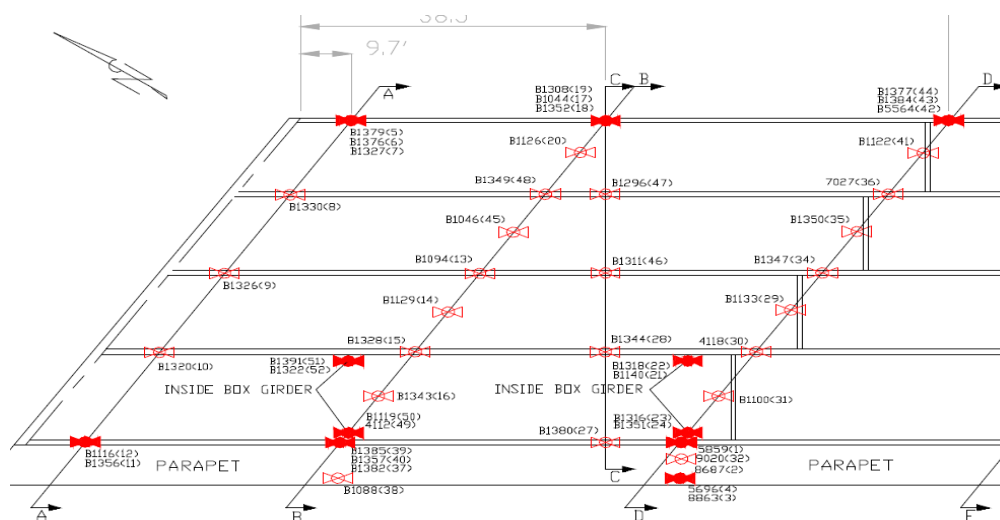 38.5
9.7'
A
C
B
D
B1308(19)
B1044(17)
B1352(18)
B1377(44)
B1384(43)
B5564(42)
B1379(5)
B1376(6)
B1327(7)
B1126(20)
B1122(41)
B1349(48)
B1296(47)
7027(36)
B1330(8)
B1046(45)
B1350(35)
B1094(13)
B1311(46)
B1347(34)
B1326(9)
B1129(14)
B1133(29)
B1328(15)
B1344(28)
4118(30)
B1320(10)
B1391(51)
B1322(52)
B1318(22)
B1140(21)
INSIDE BOX GIRDER
B1343(16)
INSIDE BOX GIRDER
B1100(31)
B1119(50)
4112(49)
B1316(23)
B1351(24)
B1380(27)
B1116(12)
B1356(11)
PARAPET
B1385(39)
B1357(40)
B1382(37)
5859(1)
9020(32)
8687(2)
PARAPET
B1088(38)
C
5696(4)
8863(3)
A
B
D